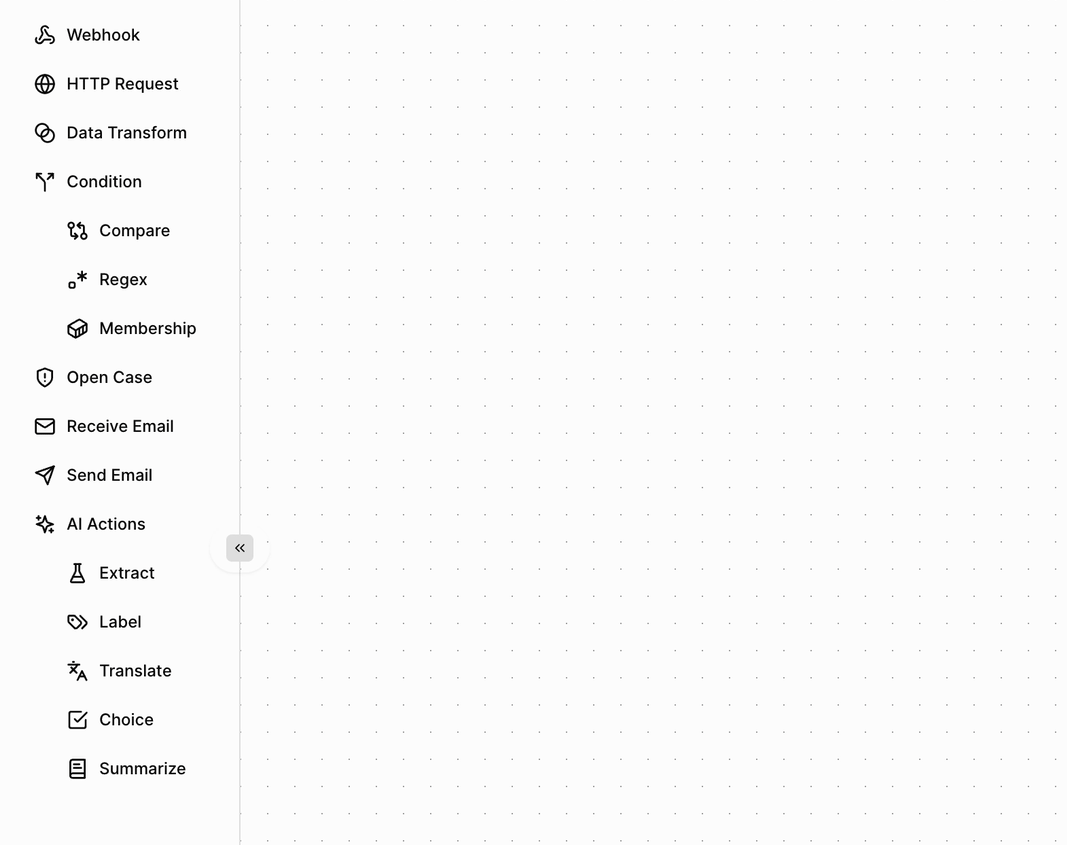 Webhook
HTTP Request
Data Transform
Condition
Compare
Regex
Membership
Open Case
Receive Email
Send Email
AI Actions
Extract
Label
Translate
Choice
Summarize